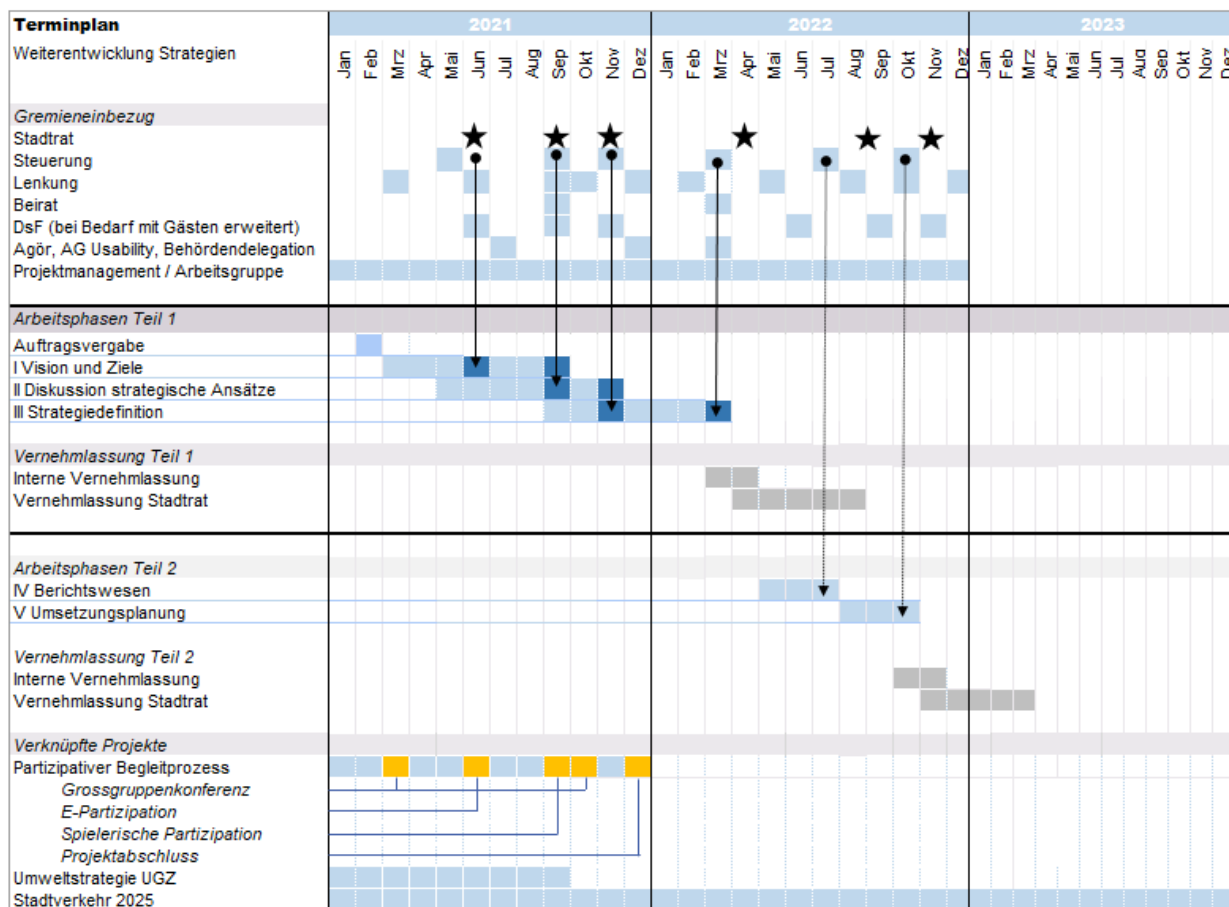 Terminplan 2021 2022 2023
Weiterentwicklung Strategien
Jan Feb Mrz Apr Mai Jun Jul Aug Sep Okt Nov Dez Jan Feb Mrz Apr Mai Jun Jul Aug Sep Okt Nov Dez Jan Feb Mrz Apr Mai Jun Jul Aug Sep Okt Nov Dez
Gremieneinbezug
Stadtrat
Steuerung
Lenkung
Beirat
DsF (bei Bedarf mit Gästen erweitert)
Agör, AG Usability, Behördendelegation
Projektmanagement / Arbeitsgruppe
Arbeitsphasen Teil 1
Auftragsvergabe
I Vision und Ziele
II Diskussion strategische Ansätze
III Strategiedefinition
Vernehmlassung Teil 1
Interne Vernehmlassung
Vernehmlassung Stadtrat
Arbeitsphasen Teil 2
IV Berichtswesen
V Umsetzungsplanung
Vernehmlassung Teil 2
Interne Vernehmlassung
Vernehmlassung Stadtrat
Verknüpfte Projekte
Partizipativer Begleitprozess
Grossgruppenkonferenz
E-Partizipation
Spielerische Partizipation
Projektabschluss
Umweltstrategie UGZ
Stadtverkehr 2025